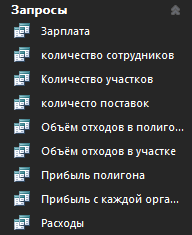 Запросы
Зарплата
количество сотрудников
Количество участков
количесто поставок
Объём отходов в полиго...
Объём отходов в участке
Прибыль полигона
Прибыль с каждой орга...
Расходы